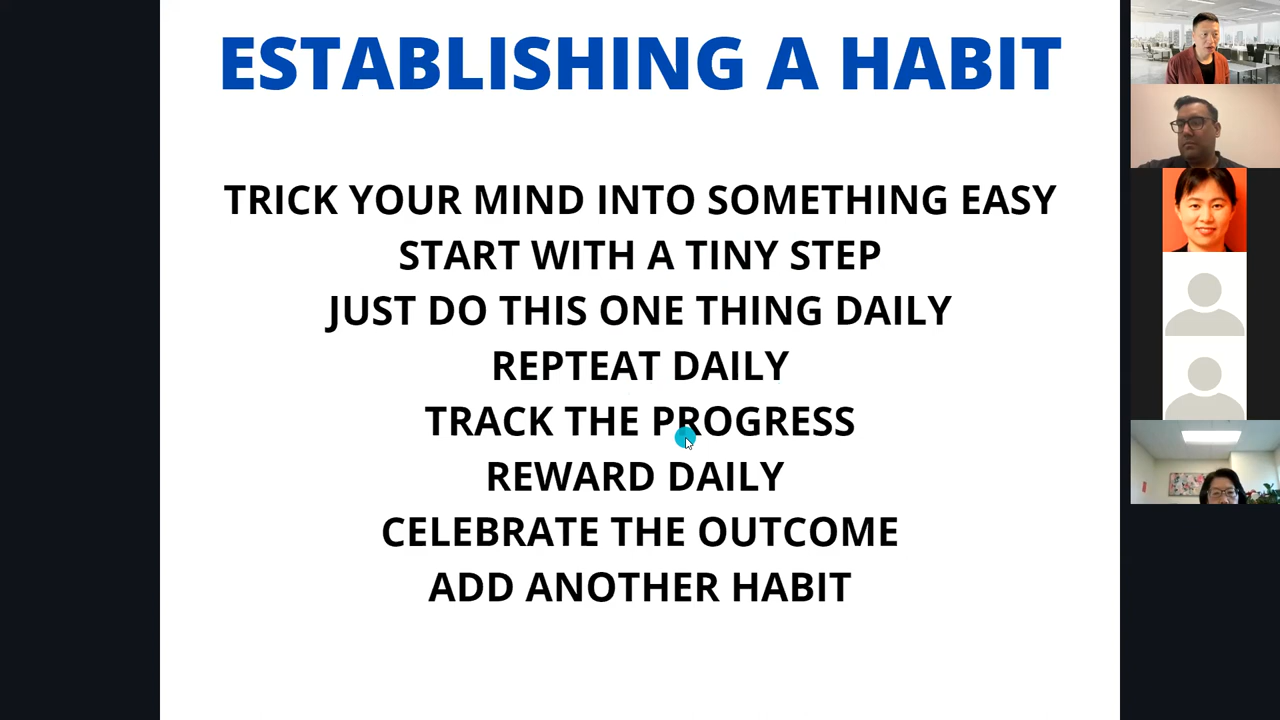 ESTABLISHING A HABIT
TRICK YOUR MIND INTO SOMETHING EASY
START WITH A TINY STEP
JUST DO THIS ONE THING DAILY
REPTEAT DAILY
TRACK THE PROGRESS
REWARD DAILY
CELEBRATE THE OUTCOME
ADD ANOTHER HABIT